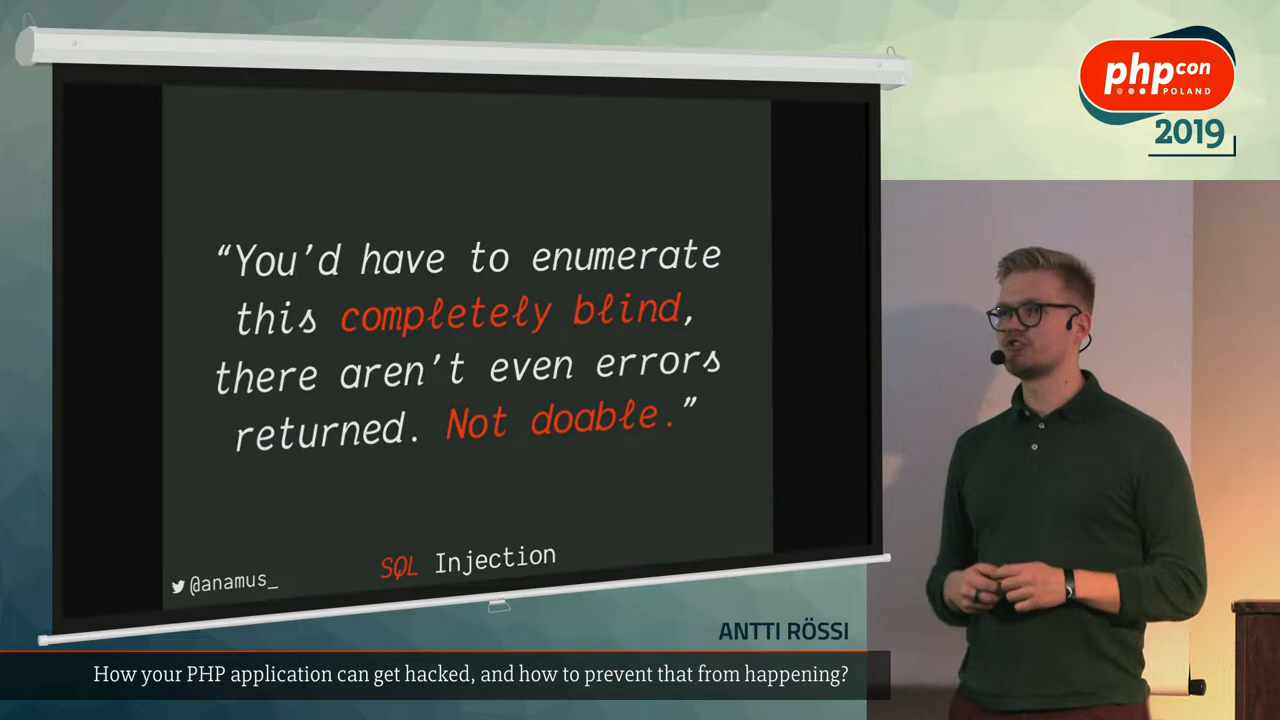 “You’d have to enumerate
this completely blind,
there aren’t even errors
returned. Not doable.”
SQL Injection
@anamus_
php con
POLAND
2019
ANTTI RÖSSI
How your PHP application can get hacked, and how to prevent that from happening?